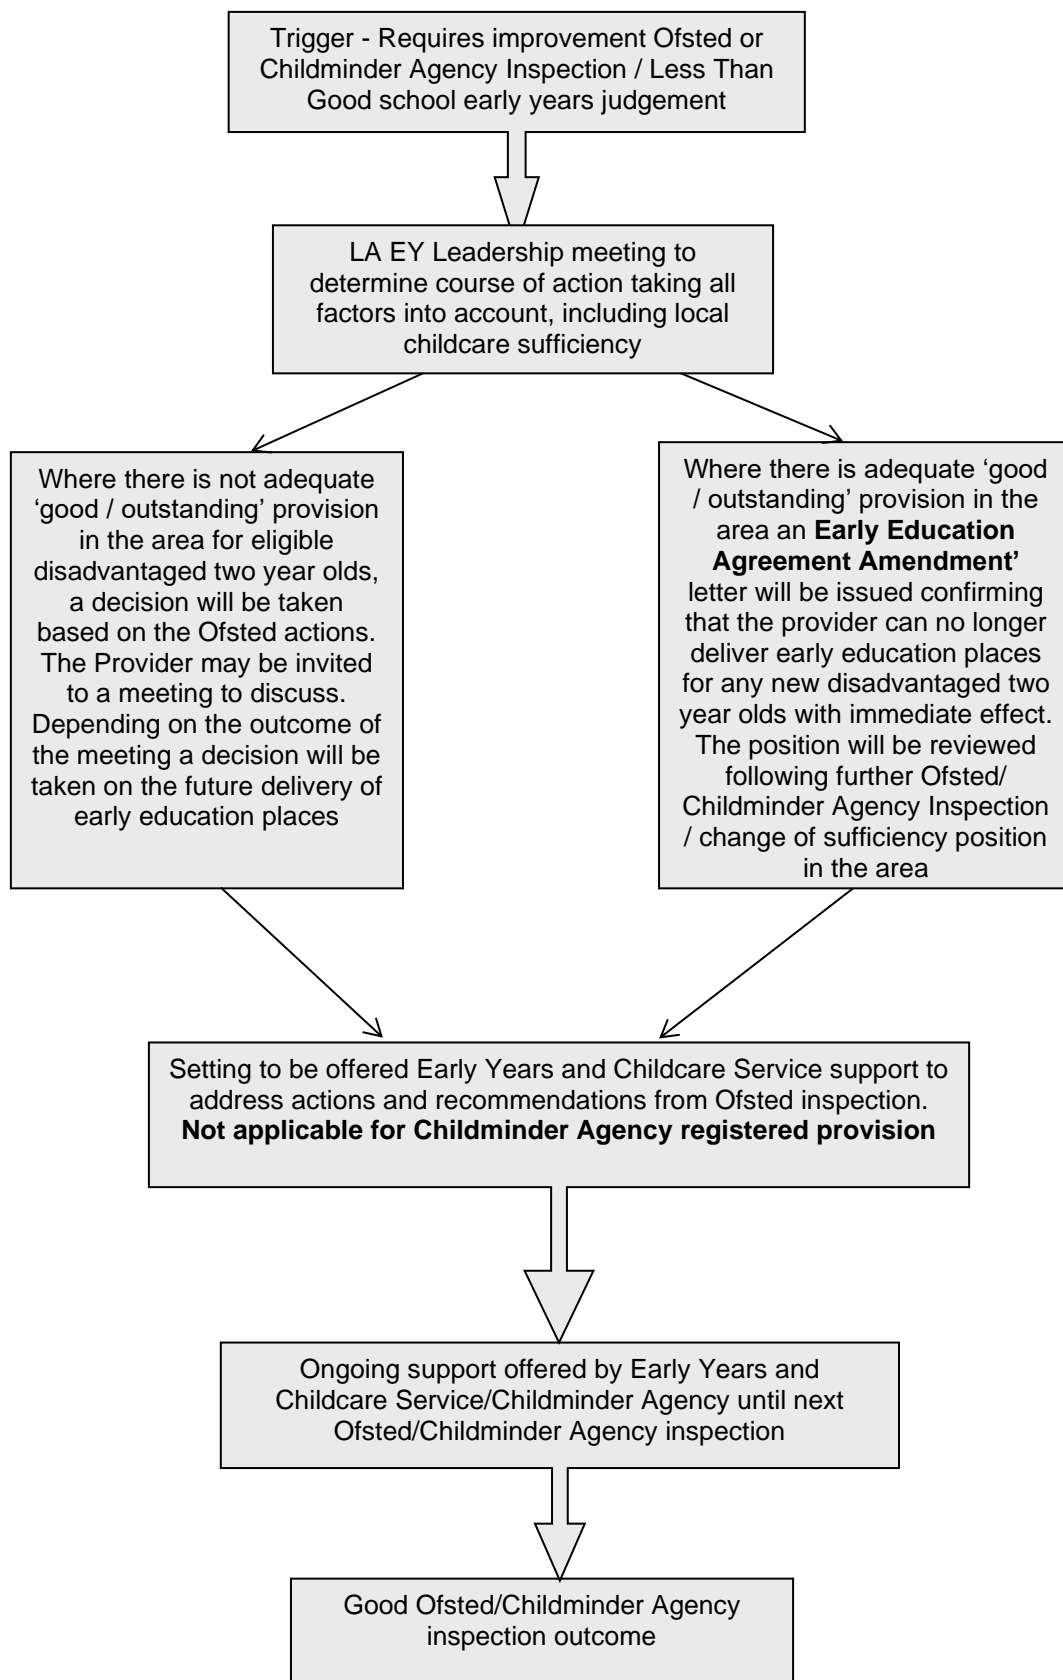 Trigger - Requires improvement Ofsted or
Childminder Agency Inspection / Less Than
Good school early years judgement
LA EY Leadership meeting to
determine course of action taking all
factors into account, including local
childcare sufficiency
Where there is not adequate
‘good / outstanding’ provision
in the area for eligible
disadvantaged two year olds,
a decision will be taken
based on the Ofsted actions.
The Provider may be invited
to a meeting to discuss.
Depending on the outcome of
the meeting a decision will be
taken on the future delivery of
early education places
Where there is adequate ‘good
/ outstanding’ provision in the
area an Early Education
Agreement Amendment’
letter will be issued confirming
that the provider can no longer
deliver early education places
for any new disadvantaged two
year olds with immediate effect.
The position will be reviewed
following further Ofsted/
Childminder Agency Inspection
/ change of sufficiency position
in the area
Setting to be offered Early Years and Childcare Service support to
address actions and recommendations from Ofsted inspection.
Not applicable for Childminder Agency registered provision
Ongoing support offered by Early Years and
Childcare Service/Childminder Agency until next
Ofsted/Childminder Agency inspection
Good Ofsted/Childminder Agency
inspection outcome